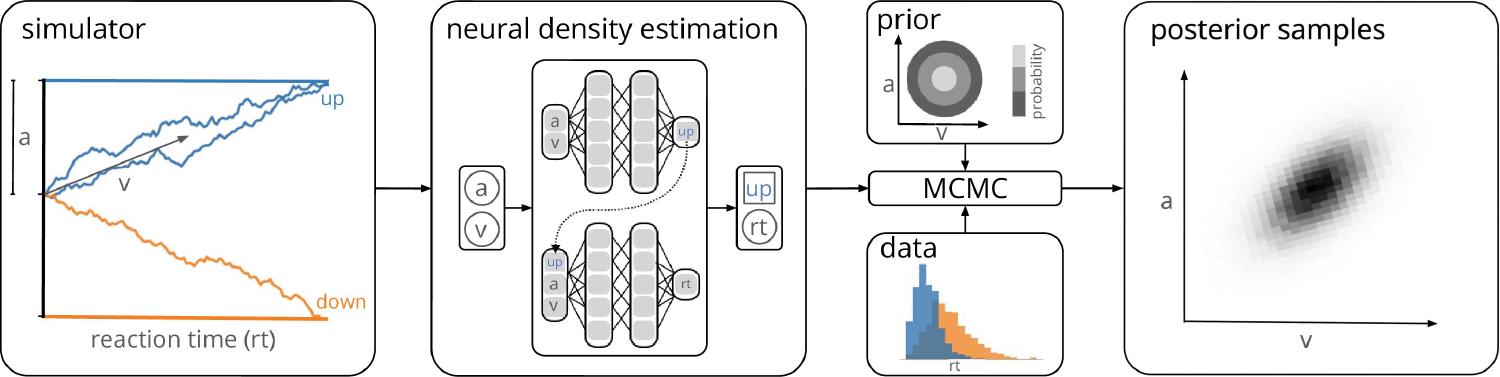 simulator
up
a
v
down
reaction time (rt)
neural density estimation
a
v
a
v
up
up
a
v
rt
up
rt
prior
a
v
probability
MCMC
data
rt
posterior samples
a
v